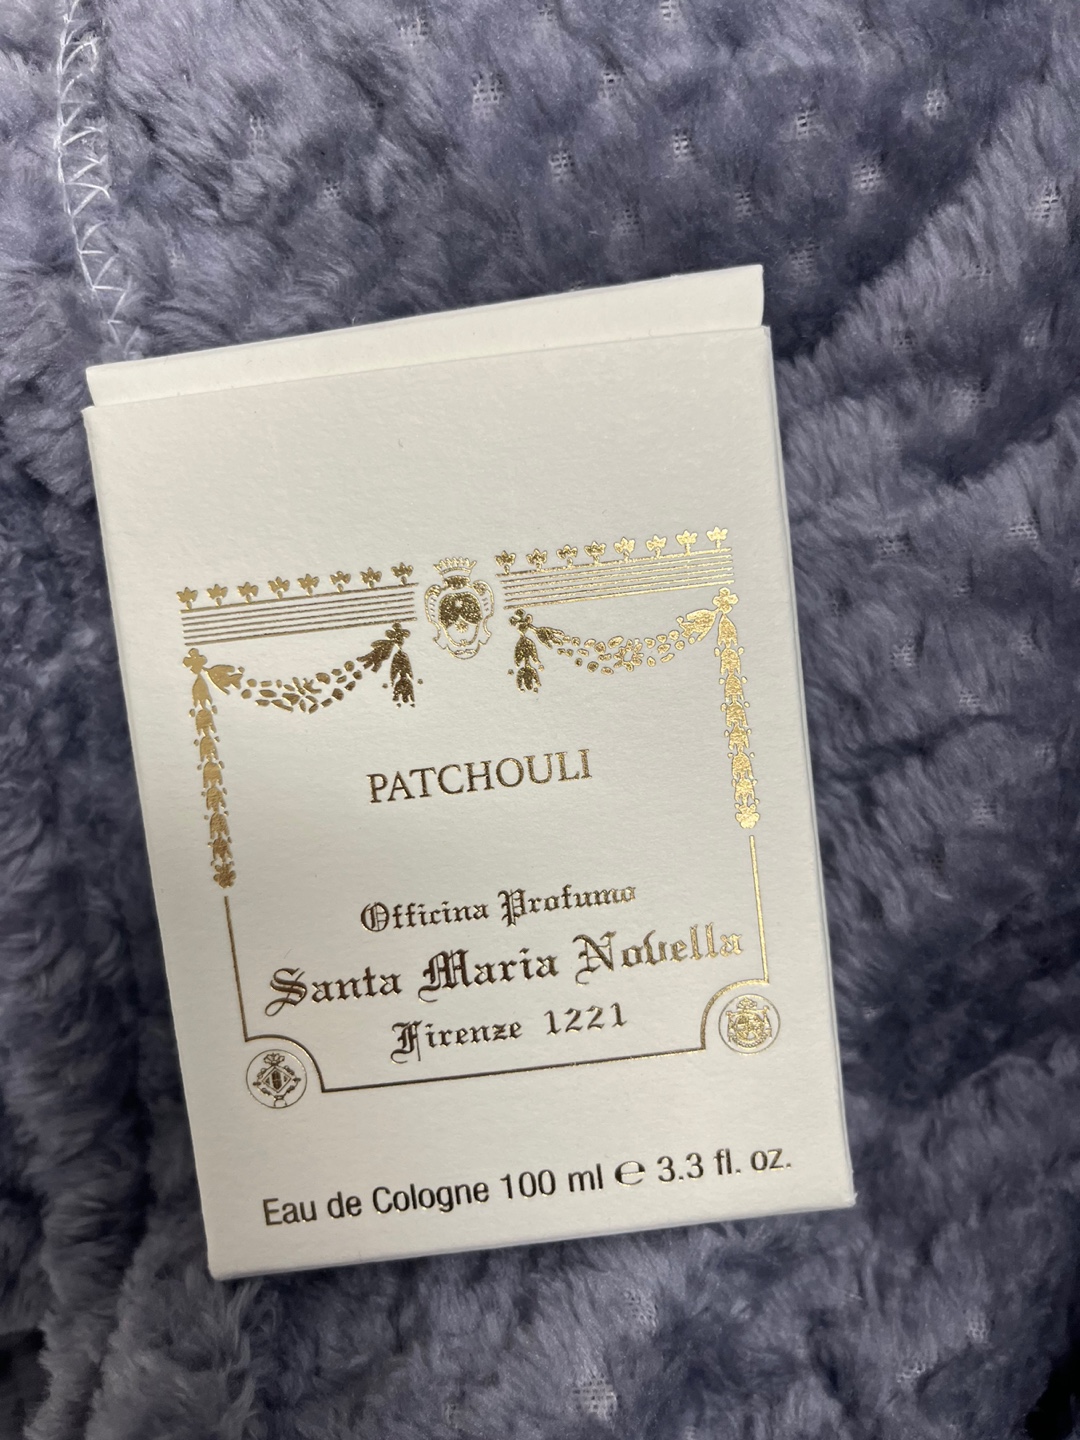 PATCHOULI
Officina Profumo
Santa Maria Novella
Firenze 1221
Eau de Cologne 100 ml ℮ 3.3 fl. oz.